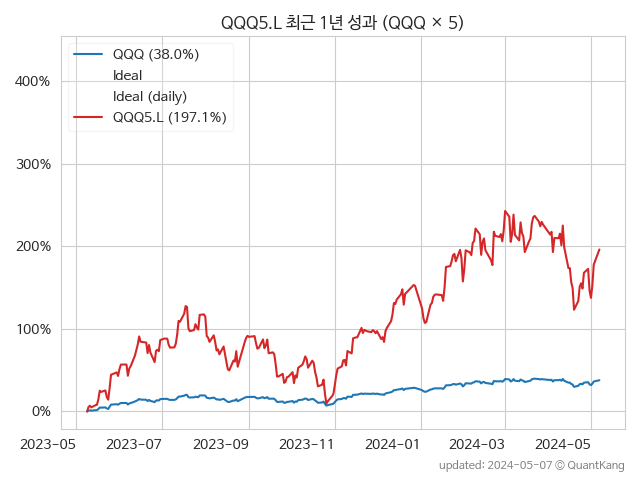 QQQ5.L 최근 1년 성과 (QQQ × 5)
QQQ (38.0%)
Ideal
Ideal (daily)
QQQ5.L (197.1%)
400%
300%
200%
100%
0%
2023-05 2023-07 2023-09 2023-11 2024-01 2024-03 2024-05
updated: 2024-05-07 © QuantKang